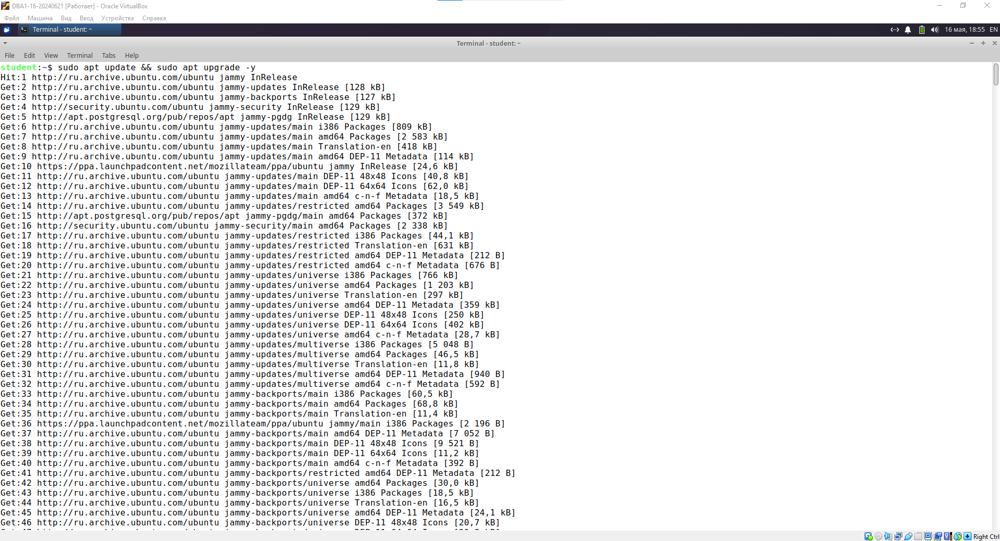 DBA1-16-20240621 [Работает] - Oracle VirtualBox
Файл Машина Вид Ввод Устройства Справка
Terminal - student: ~ 16 мая, 18:55 EN
Terminal - student: ~
File Edit View Terminal Tabs Help
student:~$ sudo apt update && sudo apt upgrade -y
Hit:1 http://ru.archive.ubuntu.com/ubuntu jammy InRelease
Get:2 http://ru.archive.ubuntu.com/ubuntu jammy-updates InRelease [128 kB]
Get:3 http://ru.archive.ubuntu.com/ubuntu jammy-backports InRelease [127 kB]
Get:4 http://security.ubuntu.com/ubuntu jammy-security InRelease [129 kB]
Get:5 http://apt.postgresql.org/pub/repos/apt jammy-pgdg InRelease [129 kB]
Get:6 http://ru.archive.ubuntu.com/ubuntu jammy-updates/main i386 Packages [809 kB]
Get:7 http://ru.archive.ubuntu.com/ubuntu jammy-updates/main amd64 Packages [2 583 kB]
Get:8 http://ru.archive.ubuntu.com/ubuntu jammy-updates/main Translation-en [418 kB]
Get:9 http://ru.archive.ubuntu.com/ubuntu jammy-updates/main amd64 DEP-11 Metadata [114 kB]
Get:10 https://ppa.launchpadcontent.net/mozillateam/ppa/ubuntu jammy InRelease [24,6 kB]
Get:11 http://ru.archive.ubuntu.com/ubuntu jammy-updates/main DEP-11 48x48 Icons [40,8 kB]
Get:12 http://ru.archive.ubuntu.com/ubuntu jammy-updates/main DEP-11 64x64 Icons [62,0 kB]
Get:13 http://ru.archive.ubuntu.com/ubuntu jammy-updates/main amd64 c-n-f Metadata [18,5 kB]
Get:14 http://ru.archive.ubuntu.com/ubuntu jammy-updates/restricted amd64 Packages [3 549 kB]
Get:15 http://apt.postgresql.org/pub/repos/apt jammy-pgdg/main amd64 Packages [372 kB]
Get:16 http://security.ubuntu.com/ubuntu jammy-security/main amd64 Packages [2 338 kB]
Get:17 http://ru.archive.ubuntu.com/ubuntu jammy-updates/restricted i386 Packages [44,1 kB]
Get:18 http://ru.archive.ubuntu.com/ubuntu jammy-updates/restricted Translation-en [631 kB]
Get:19 http://ru.archive.ubuntu.com/ubuntu jammy-updates/restricted amd64 DEP-11 Metadata [212 B]
Get:20 http://ru.archive.ubuntu.com/ubuntu jammy-updates/restricted amd64 c-n-f Metadata [676 B]
Get:21 http://ru.archive.ubuntu.com/ubuntu jammy-updates/universe i386 Packages [766 kB]
Get:22 http://ru.archive.ubuntu.com/ubuntu jammy-updates/universe amd64 Packages [1 203 kB]
Get:23 http://ru.archive.ubuntu.com/ubuntu jammy-updates/universe Translation-en [297 kB]
Get:24 http://ru.archive.ubuntu.com/ubuntu jammy-updates/universe amd64 DEP-11 Metadata [359 kB]
Get:25 http://ru.archive.ubuntu.com/ubuntu jammy-updates/universe DEP-11 48x48 Icons [250 kB]
Get:26 http://ru.archive.ubuntu.com/ubuntu jammy-updates/universe DEP-11 64x64 Icons [402 kB]
Get:27 http://ru.archive.ubuntu.com/ubuntu jammy-updates/universe amd64 c-n-f Metadata [28,7 kB]
Get:28 http://ru.archive.ubuntu.com/ubuntu jammy-updates/multiverse i386 Packages [5 048 B]
Get:29 http://ru.archive.ubuntu.com/ubuntu jammy-updates/multiverse amd64 Packages [46,5 kB]
Get:30 http://ru.archive.ubuntu.com/ubuntu jammy-updates/multiverse Translation-en [11,8 kB]
Get:31 http://ru.archive.ubuntu.com/ubuntu jammy-updates/multiverse amd64 DEP-11 Metadata [940 B]
Get:32 http://ru.archive.ubuntu.com/ubuntu jammy-updates/multiverse amd64 c-n-f Metadata [592 B]
Get:33 http://ru.archive.ubuntu.com/ubuntu jammy-backports/main i386 Packages [60,5 kB]
Get:34 http://ru.archive.ubuntu.com/ubuntu jammy-backports/main amd64 Packages [68,8 kB]
Get:35 http://ru.archive.ubuntu.com/ubuntu jammy-backports/main Translation-en [11,4 kB]
Get:36 https://ppa.launchpadcontent.net/mozillateam/ppa/ubuntu jammy/main i386 Packages [2 196 B]
Get:37 http://ru.archive.ubuntu.com/ubuntu jammy-backports/main amd64 DEP-11 Metadata [7 052 B]
Get:38 http://ru.archive.ubuntu.com/ubuntu jammy-backports/main DEP-11 48x48 Icons [9 521 B]
Get:39 http://ru.archive.ubuntu.com/ubuntu jammy-backports/main DEP-11 64x64 Icons [11,2 kB]
Get:40 http://ru.archive.ubuntu.com/ubuntu jammy-backports/main amd64 c-n-f Metadata [392 B]
Get:41 http://ru.archive.ubuntu.com/ubuntu jammy-backports/restricted amd64 DEP-11 Metadata [212 B]
Get:42 http://ru.archive.ubuntu.com/ubuntu jammy-backports/universe amd64 Packages [30,0 kB]
Get:43 http://ru.archive.ubuntu.com/ubuntu jammy-backports/universe i386 Packages [18,5 kB]
Get:44 http://ru.archive.ubuntu.com/ubuntu jammy-backports/universe Translation-en [16,5 kB]
Get:45 http://ru.archive.ubuntu.com/ubuntu jammy-backports/universe amd64 DEP-11 Metadata [24,1 kB]
Get:46 http://ru.archive.ubuntu.com/ubuntu jammy-backports/universe DEP-11 48x48 Icons [20,7 kB]
Right Ctrl